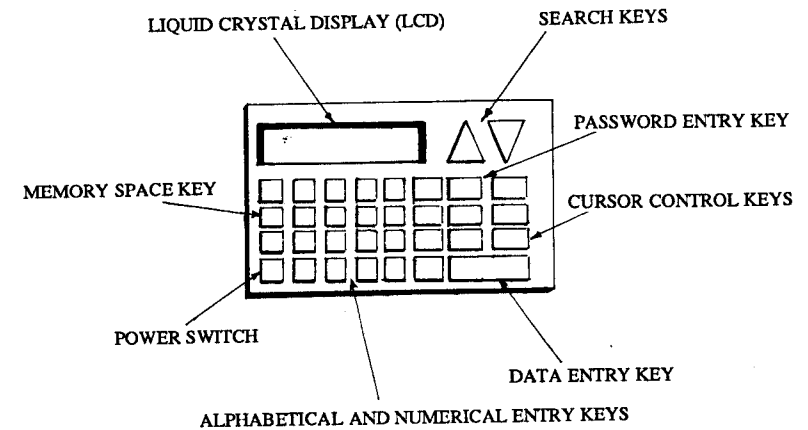 LIQUID CRYSTAL DISPLAY (LCD)
SEARCH KEYS
PASSWORD ENTRY KEY
MEMORY SPACE KEY
CURSOR CONTROL KEYS
POWER SWITCH
DATA ENTRY KEY
ALPHABETICAL AND NUMERICAL ENTRY KEYS